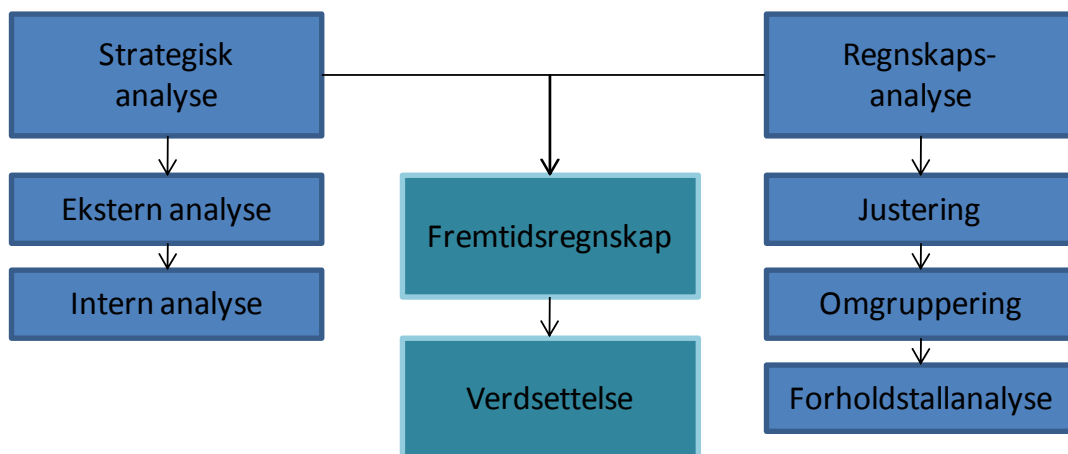 Strategisk
analyse
Ekstern analyse
Intern analyse
Fremtidsregnskap
Verdsettelse
Regnskaps-
analyse
Justering
Omgruppering
Forholdstallanalyse